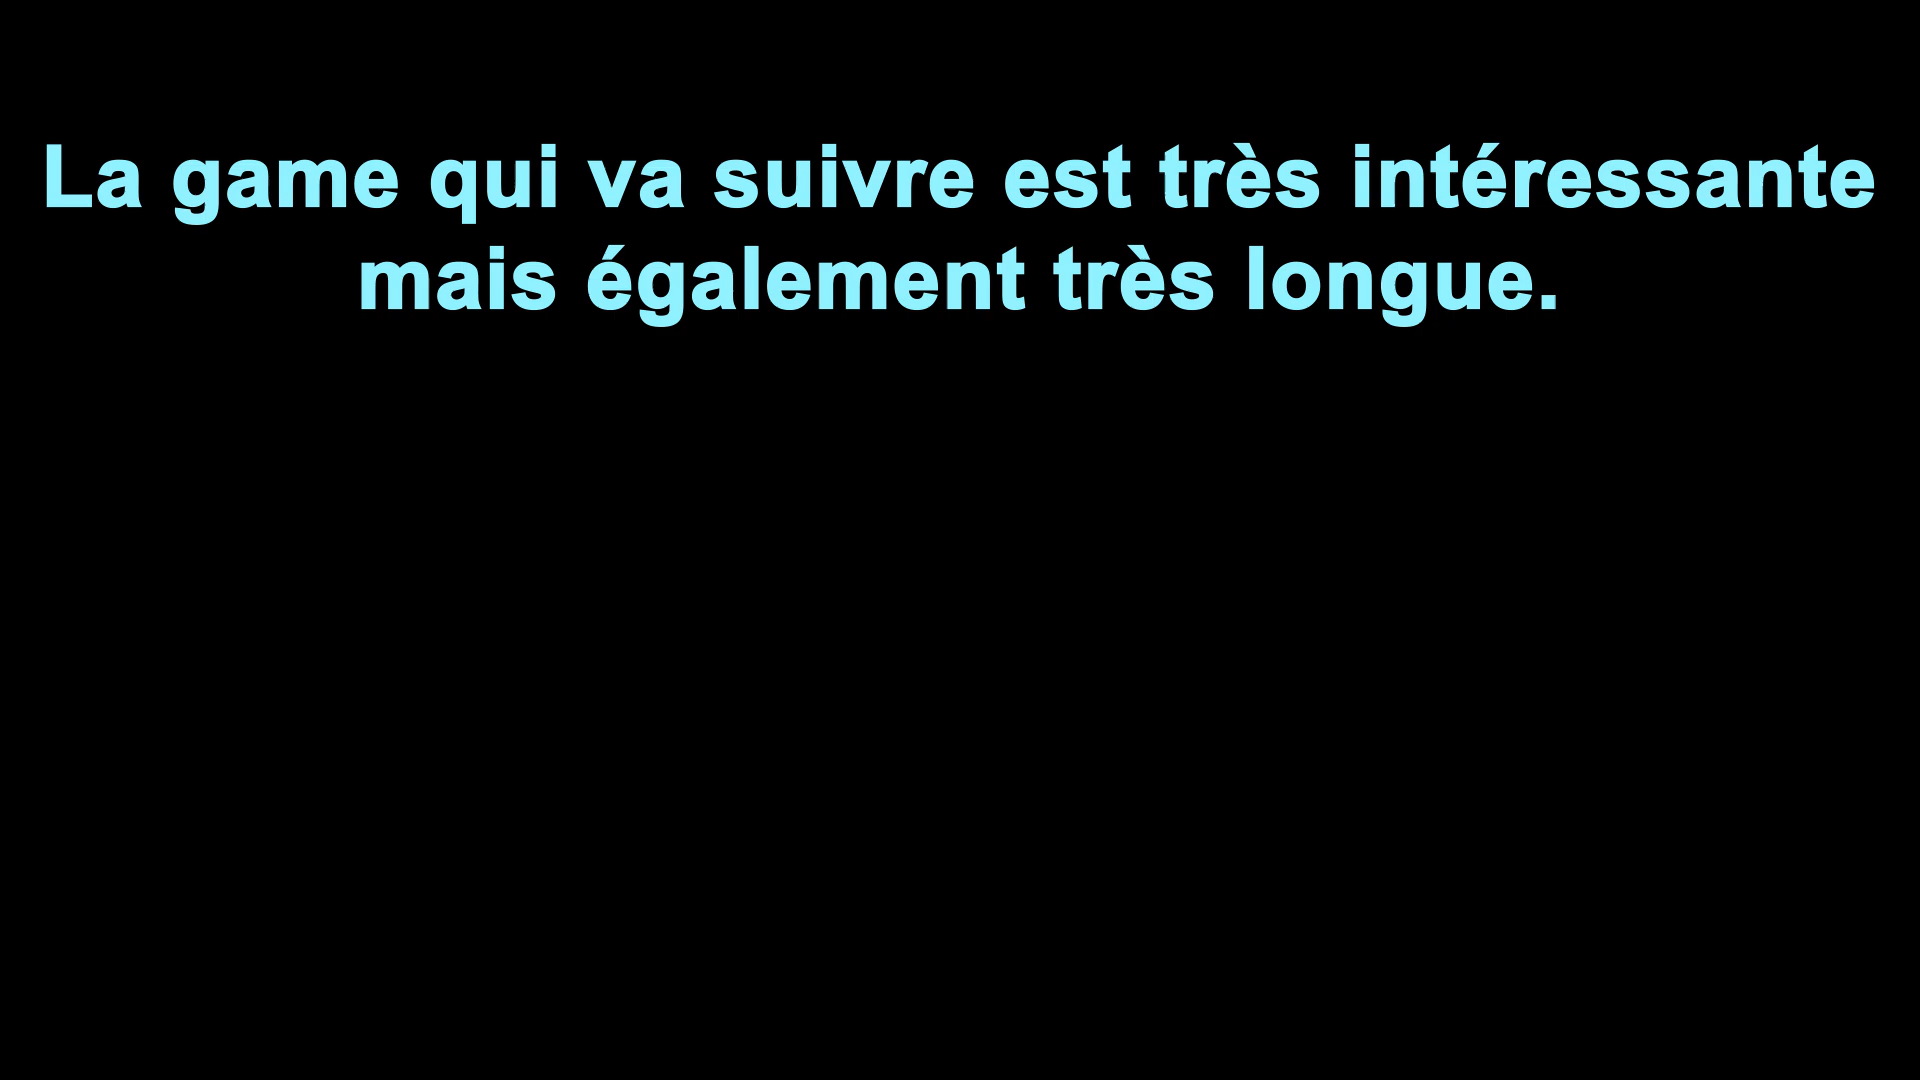 La game qui va suivre est très intéressante
mais également très longue.